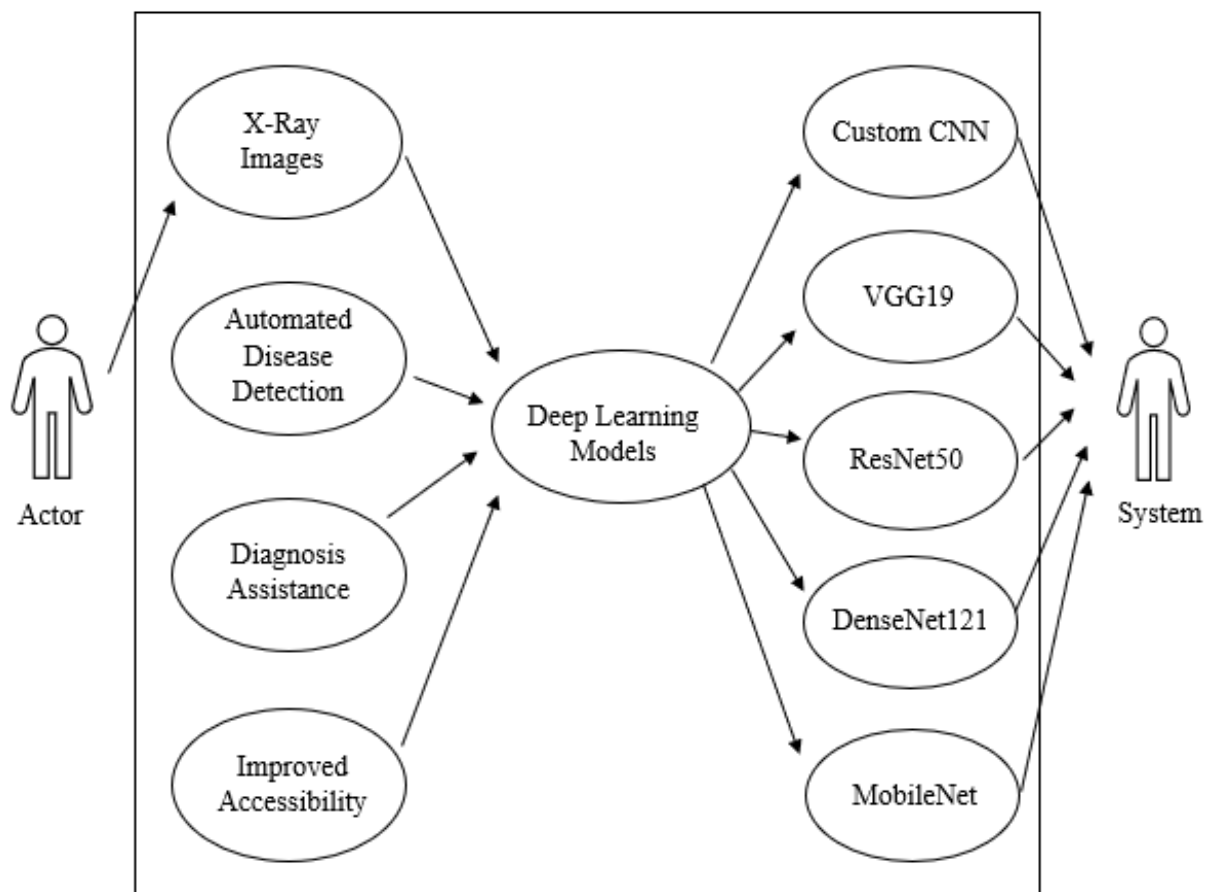 X-Ray
Images
Automated
Disease
Detection
Diagnosis
Assistance
Improved
Accessibility
Actor
Deep Learning
Models
Custom CNN
VGG19
ResNet50
DenseNet121
MobileNet
System